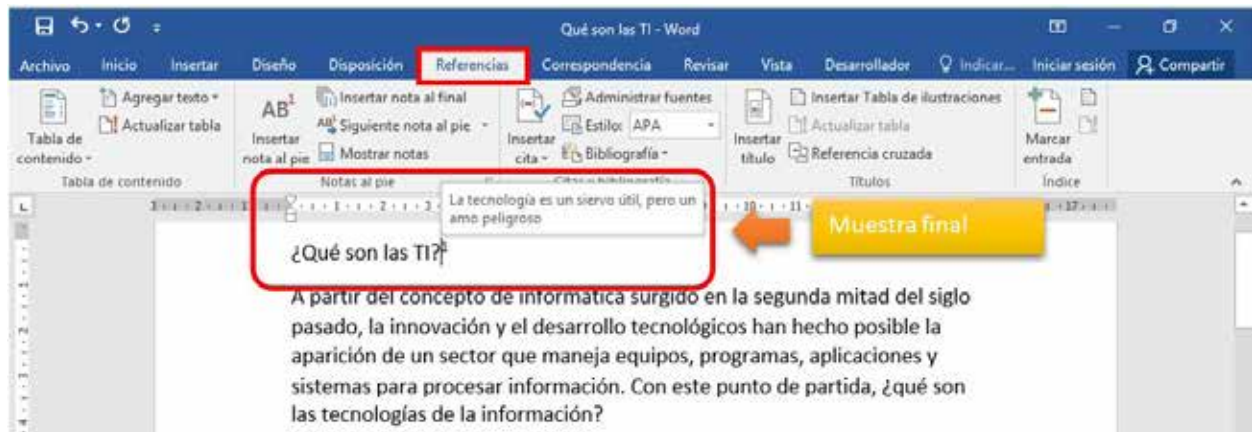 Qué son las TI - Word
Archivo Inicio Insertar Diseño Disposición Referencias Correspondencia Revisar Vista Desarrollador Indicar... Iniciar sesión Compartir
Tabla de contenido
Agregar texto
Actualizar tabla
Tabla de contenido
AB1
Insertar nota al pie
Insertar nota al final
Siguiente nota al pie
Mostrar notas
Notas al pie
Insertar cita
Administrar fuentes
Estilo: APA
Bibliografía
Citas y bibliografía
Insertar título
Insertar Tabla de ilustraciones
Actualizar tabla
Referencia cruzada
Títulos
Marcar entrada
Índice
La tecnología es un siervo útil, pero un
amo peligroso
Muestra final
¿Qué son las TI?
A partir del concepto de informática surgido en la segunda mitad del siglo
pasado, la innovación y el desarrollo tecnológicos han hecho posible la
aparición de un sector que maneja equipos, programas, aplicaciones y
sistemas para procesar información. Con este punto de partida, ¿qué son
las tecnologías de la información?